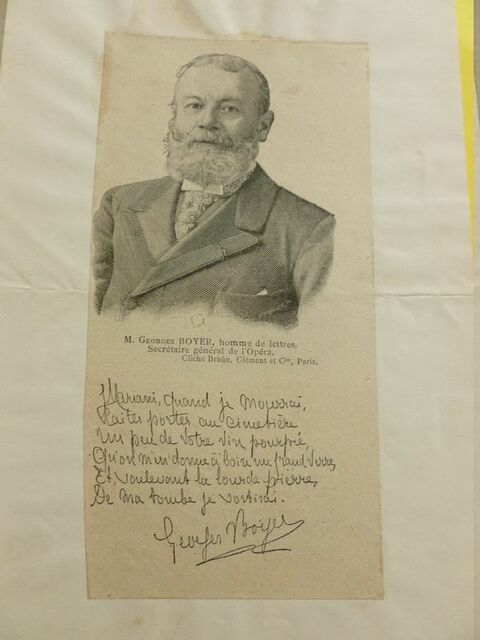 M. Georges BOYER, homme de lettres,
Secrétaire général de l'Opéra.
Cliché Braün, Clément et Cie, Paris.
Mariani, quand je mourrai,
Faites porter au cimetière
Un peu de votre vin pourpré,
Qu'on m'en donne à boire un grand verre,
Et, soulevant la lourde pierre,
De ma tombe je sortirai.
Georges Boyer